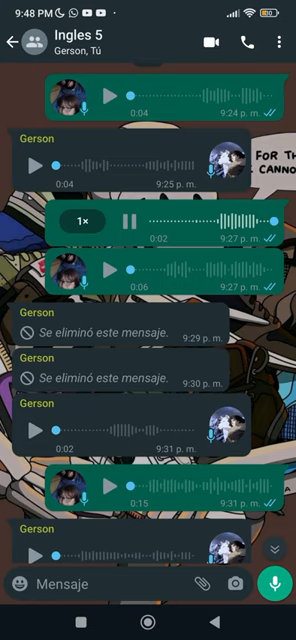 9:48 PM
Ingles 5
Gerson, Tú
0:04 9:24 p. m.
Gerson
0:04 9:25 p. m.
FOR TH
CANNO
1×
0:02 9:27 p. m.
0:06 9:27 p. m.
Gerson
Se eliminó este mensaje. 9:29 p. m.
Gerson
Se eliminó este mensaje. 9:30 p. m.
Gerson
0:02 9:31 p. m.
0:15 9:31 p. m.
Gerson
Mensaje